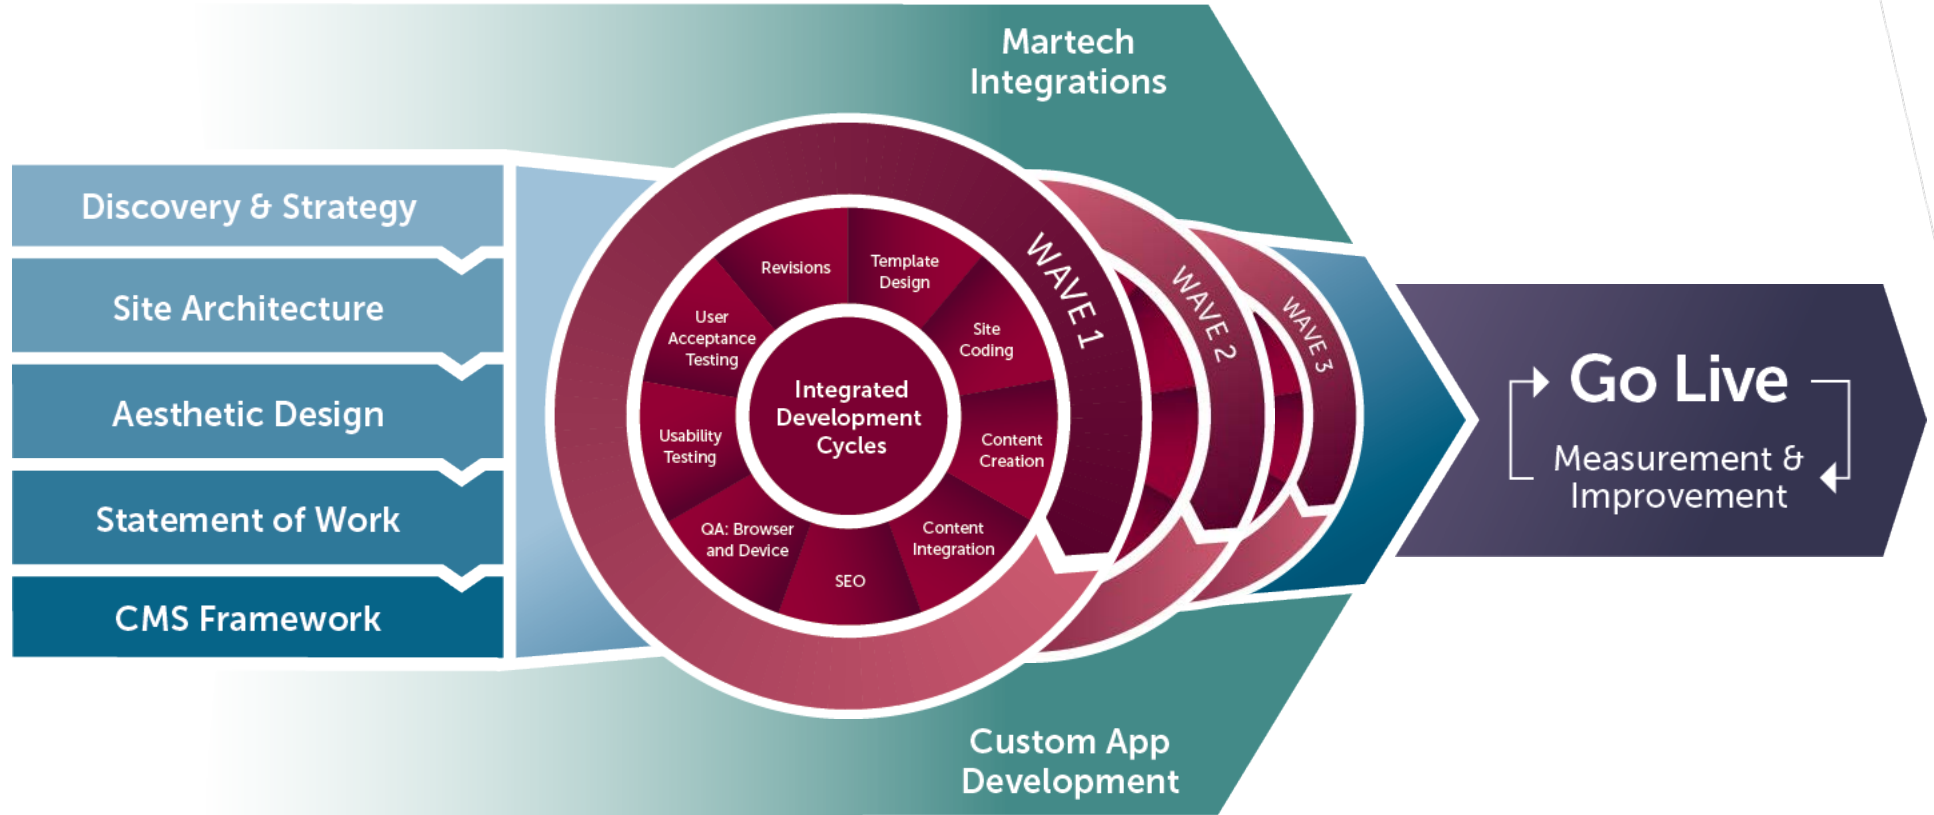 Martech
Integrations
Discovery & Strategy
Site Architecture
Aesthetic Design
Statement of Work
CMS Framework
Integrated
Development
Cycles
Template
Design
Site
Coding
Content
Creation
Content
Integration
SEO
QA: Browser
and Device
Usability
Testing
User
Acceptance
Testing
Revisions
WAVE 1
WAVE 2
WAVE 3
Custom App
Development
Go Live
Measurement &
Improvement